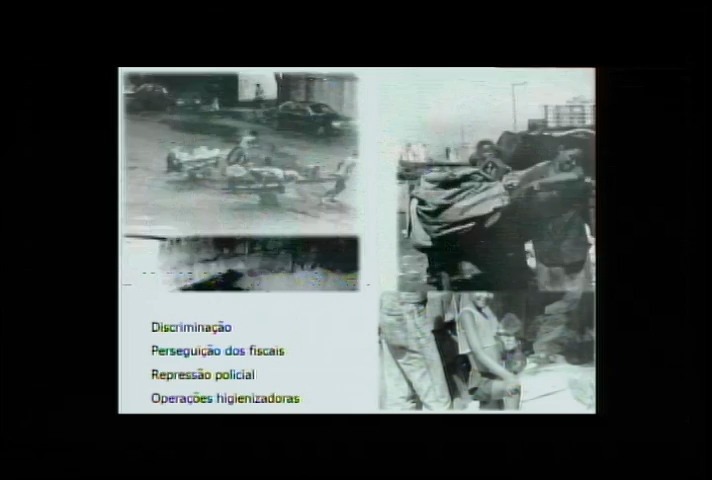 Discriminação
Perseguição dos fiscais
Repressão policial
Operações higienizadoras